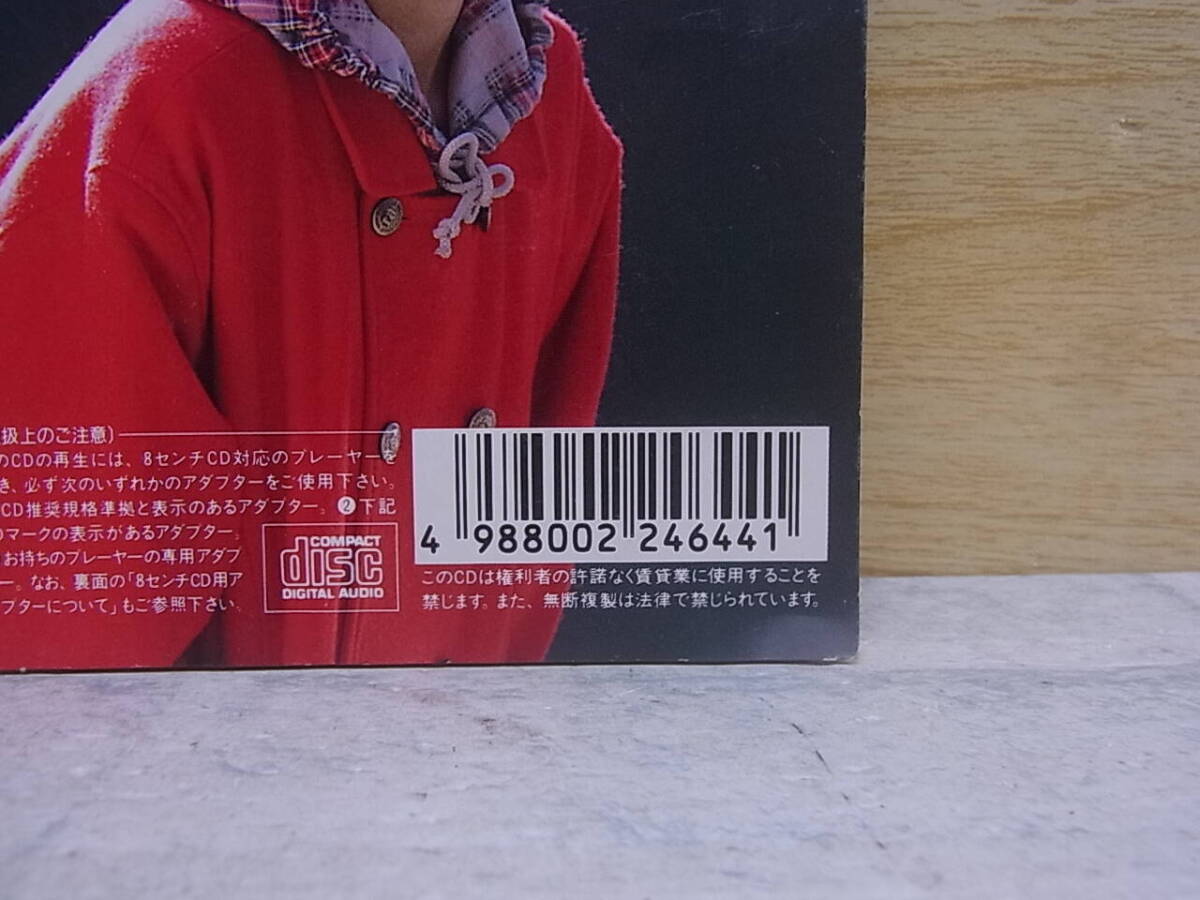 扱上のご注意)
のCDの再生には、8センチCD対応のプレーヤーを
き、必ず次のいずれかのアダプターをご使用下さい。
CD推奨規格準拠と表示のあるアダプター。❷下記
のマークの表示があるアダプター。
お持ちのプレーヤーの専用アダプ
ー。なお、裏面の「8センチCD用ア
プターについて」もご参照下さい。
COMPACT
disc
DIGITAL AUDIO
4 988002 246441
このCDは権利者の許諾なく賃貸業に使用することを
禁じます。また、無断複製は法律で禁じられています。